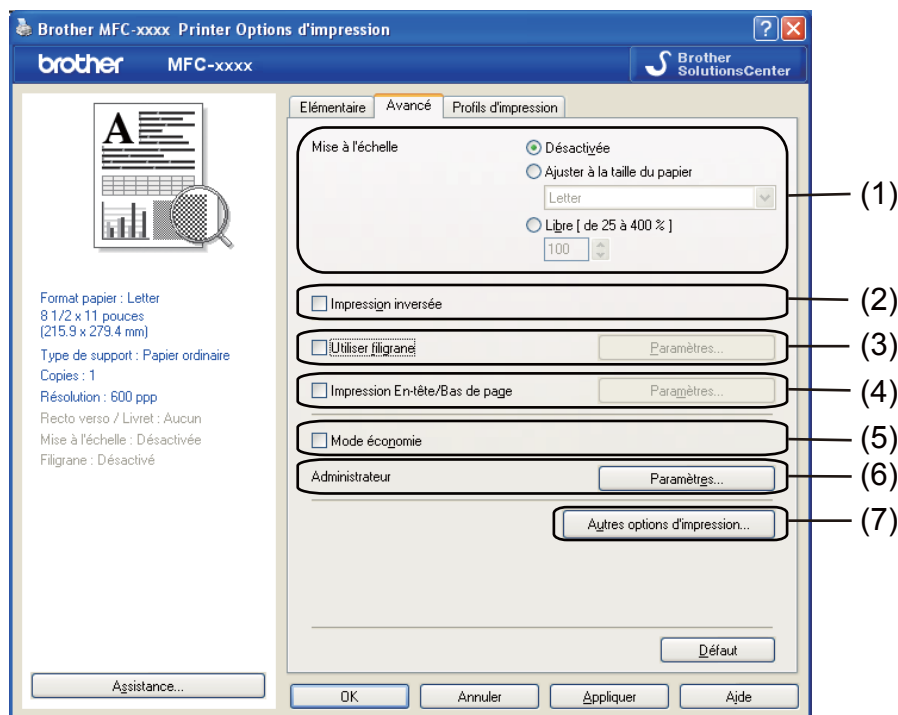 Brother MFC-xxxx Printer Options d'impression
brother MFC-xxxx
Brother
SolutionsCenter
A
Format papier : Letter
8 1/2 x 11 pouces
(215.9 x 279.4 mm)
Type de support : Papier ordinaire
Copies : 1
Résolution : 600 ppp
Recto verso / Livret : Aucun
Mise à l'échelle : Désactivée
Filigrane : Désactivé
Assistance...
Elémentaire Avancé Profils d'impression
Mise à l'échelle
Désactivée
Ajuster à la taille du papier
Letter
Libre [ de 25 à 400 % ]
100
(1)
Impression inversée
(2)
Utiliser filigrane Paramètres...
(3)
Impression En-tête/Bas de page Paramètres...
(4)
Mode économie
(5)
Administrateur Paramètres...
(6)
Autres options d'impression...
(7)
Défaut
OK Annuler Appliquer Aide